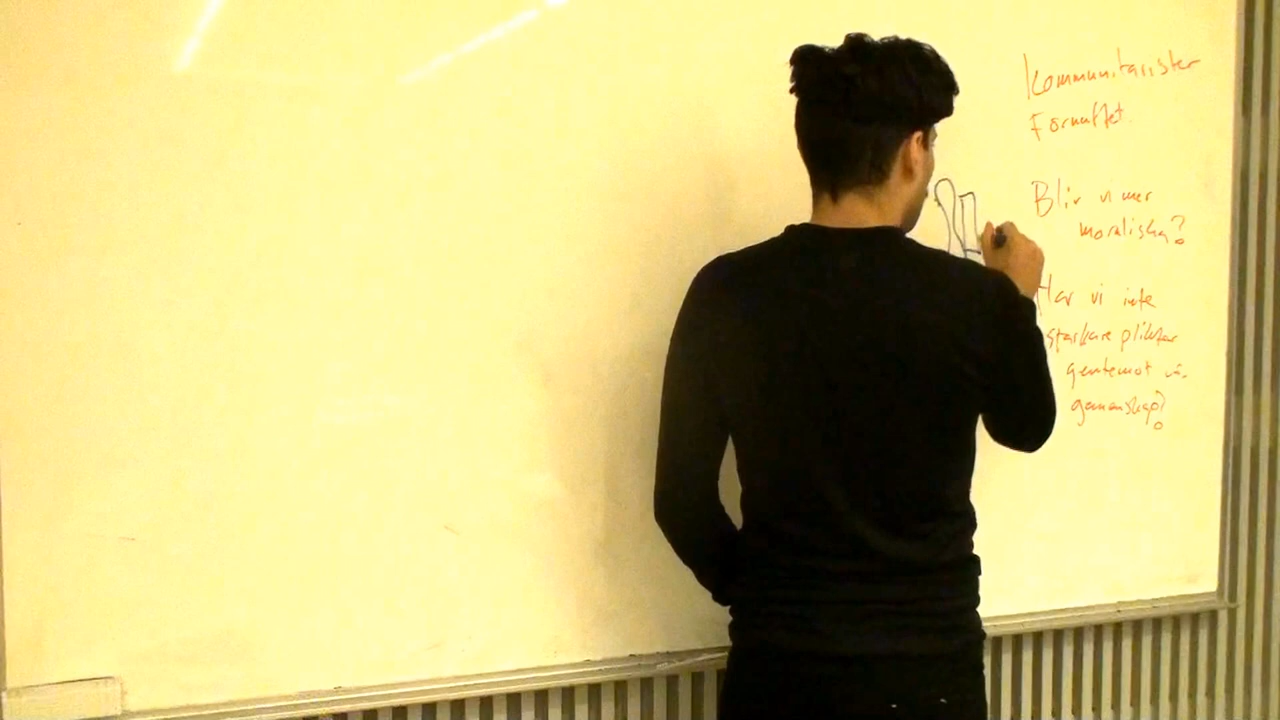 Kommunitarister
Förnuftet.
Blir vi mer
moraliska?
Har vi inte
starkare plikter
gentemot vår
gemenskap?